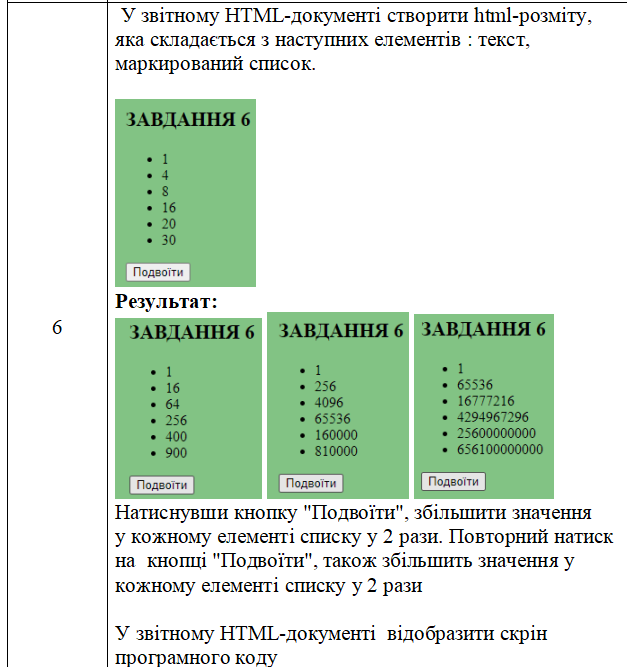 У звітному HTML-документі створити html-розміту,
яка складається з наступних елементів : текст,
маркирований список.
ЗАВДАННЯ 6
1
4
8
16
20
30
Подвоїти
Результат:
6
ЗАВДАННЯ 6
1
16
64
256
400
900
Подвоїти
ЗАВДАННЯ 6
1
256
4096
65536
160000
810000
Подвоїти
ЗАВДАННЯ 6
1
65536
16777216
4294967296
25600000000
656100000000
Подвоїти
Натиснувши кнопку "Подвоїти", збільшити значення
у кожному елементі списку у 2 рази. Повторний натиск
на кнопці "Подвоїти", також збільшить значення у
кожному елементі списку у 2 рази
У звітному HTML-документі відобразити скрін
програмного коду